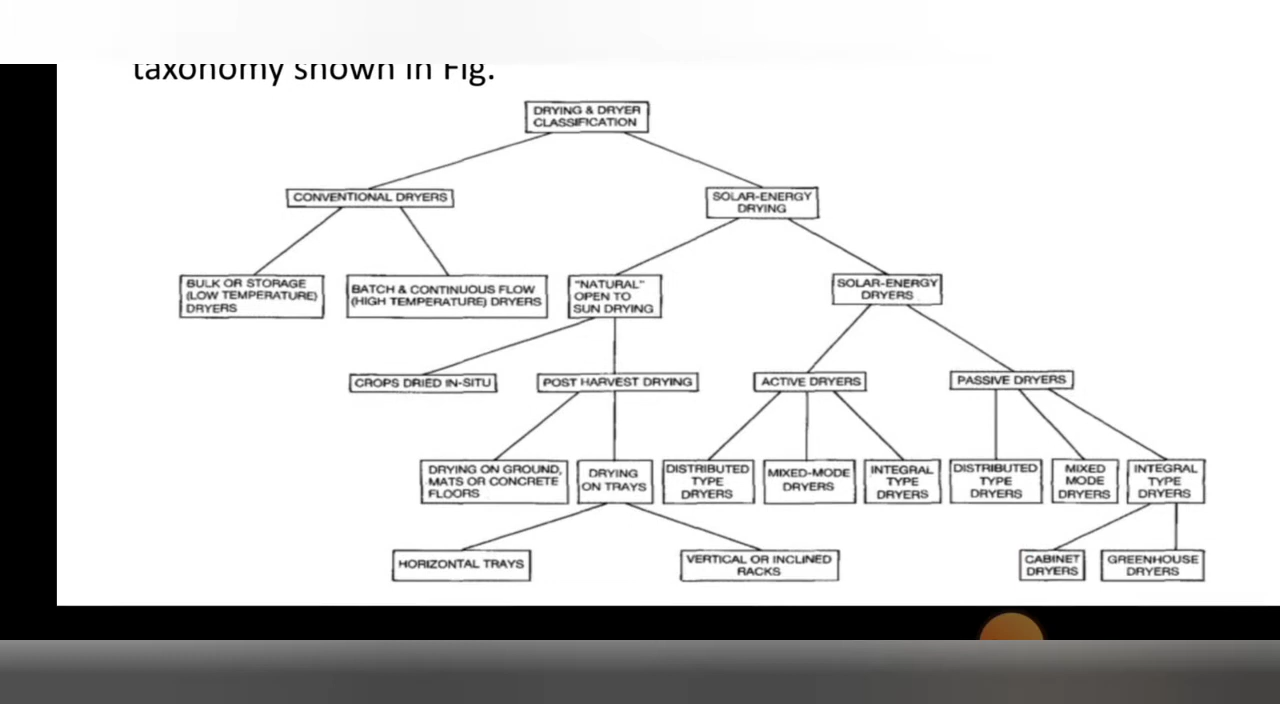 taxonomy shown in Fig.
DRYING & DRYER
CLASSIFICATION
CONVENTIONAL DRYERS
SOLAR-ENERGY
DRYING
BULK OR STORAGE
(LOW TEMPERATURE)
DRYERS
BATCH & CONTINUOUS FLOW
(HIGH TEMPERATURE) DRYERS
"NATURAL"
OPEN TO
SUN DRYING
SOLAR-ENERGY
DRYERS
CROPS DRIED IN-SITU
POST HARVEST DRYING
ACTIVE DRYERS
PASSIVE DRYERS
DRYING ON GROUND,
MATS OR CONCRETE
FLOORS
DRYING
ON TRAYS
DISTRIBUTED
TYPE
DRYERS
MIXED-MODE
DRYERS
INTEGRAL
TYPE
DRYERS
DISTRIBUTED
TYPE
DRYERS
MIXED
MODE
DRYERS
INTEGRAL
TYPE
DRYERS
HORIZONTAL TRAYS
VERTICAL OR INCLINED
RACKS
CABINET
DRYERS
GREENHOUSE
DRYERS